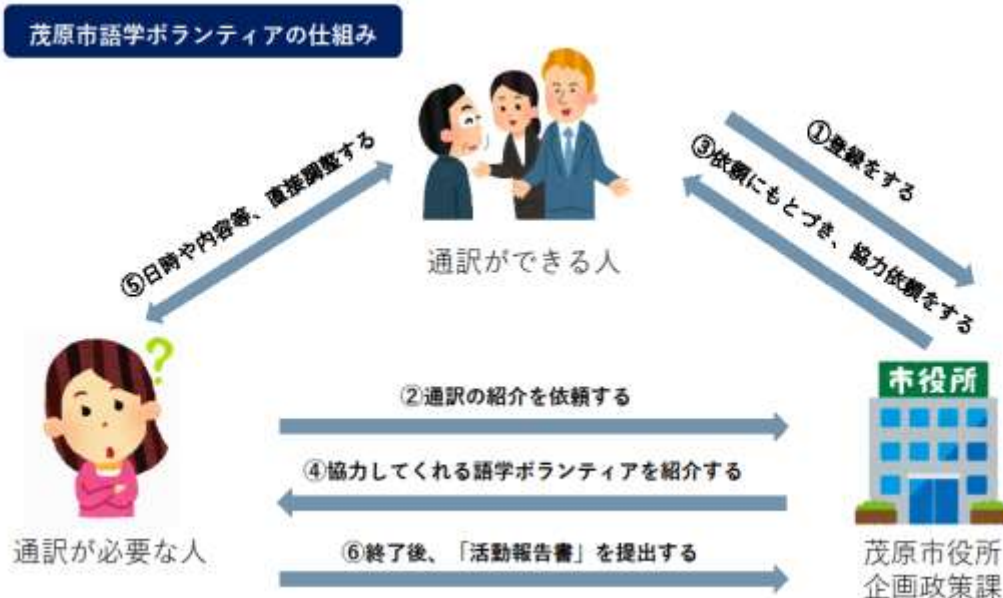 茂原市語学ボランティアの仕組み
①登録をする
③依頼にもとづき、協力依頼をする
⑤日時や内容等、直接調整する
通訳ができる人
?
市役所
②通訳の紹介を依頼する
④協力してくれる語学ボランティアを紹介する
通訳が必要な人
⑥終了後、「活動報告書」を提出する
茂原市役所
企画政策課